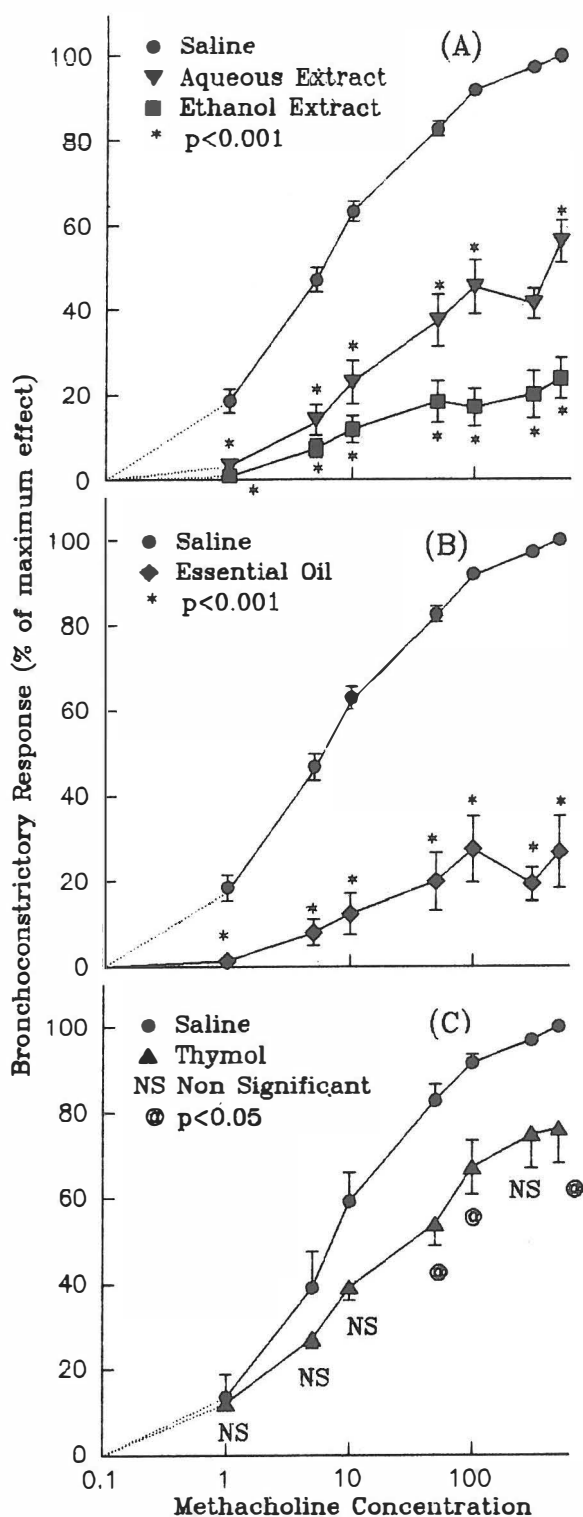 Bronchoconstrictory Response (% of maximum effect)
(A)
100
80
60
40
20
0
Saline
Aqueous Extract
Ethanol Extract
* p<0.001
* * * * * *
* * * * * * *
(B)
100
80
60
40
20
0
Saline
Essential Oil
* p<0.001
* * * * * * *
(C)
100
80
60
40
20
0
Saline
Thymol
NS Non Significant
@ p<0.05
NS NS NS @ @ NS @
0.1 1 10 100
Methacholine Concentration